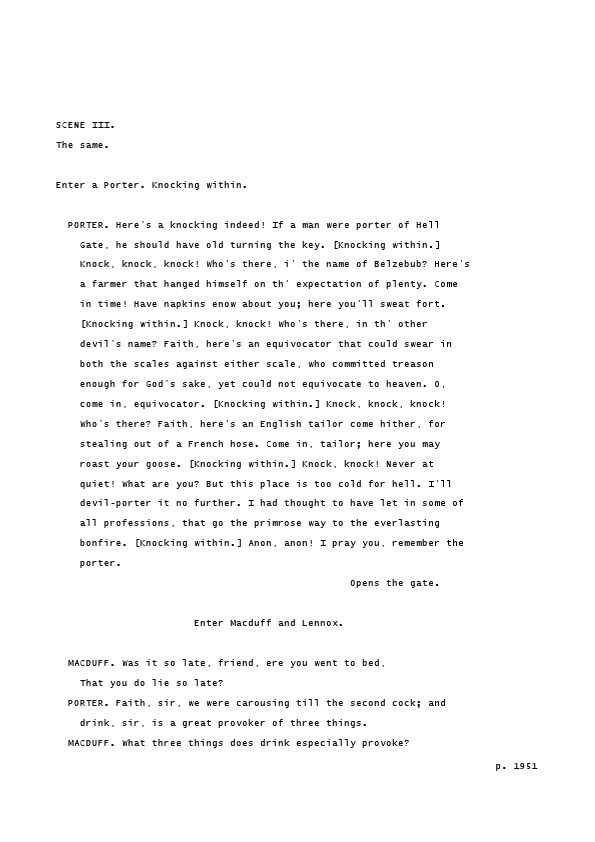 SCENE III.
The same.
Enter a Porter. Knocking within.
PORTER. Here's a knocking indeed! If a man were porter of Hell
Gate, he should have old turning the key. [Knocking within.]
Knock, knock, knock! Who's there, i' the name of Belzebub? Here's
a farmer that hanged himself on th' expectation of plenty. Come
in time! Have napkins enow about you; here you'll sweat fort.
[Knocking within.] Knock, knock! Who's there, in th' other
devil's name? Faith, here's an equivocator that could swear in
both the scales against either scale, who committed treason
enough for God's sake, yet could not equivocate to heaven. O,
come in, equivocator. [Knocking within.] Knock, knock, knock!
Who's there? Faith, here's an English tailor come hither, for
stealing out of a French hose. Come in, tailor; here you may
roast your goose. [Knocking within.] Knock, knock! Never at
quiet! What are you? But this place is too cold for hell. I'll
devil-porter it no further. I had thought to have let in some of
all professions, that go the primrose way to the everlasting
bonfire. [Knocking within.] Anon, anon! I pray you, remember the
porter.
Opens the gate.
Enter Macduff and Lennox.
MACDUFF. Was it so late, friend, ere you went to bed,
That you do lie so late?
PORTER. Faith, sir, we were carousing till the second cock; and
drink, sir, is a great provoker of three things.
MACDUFF. What three things does drink especially provoke?
p. 1951